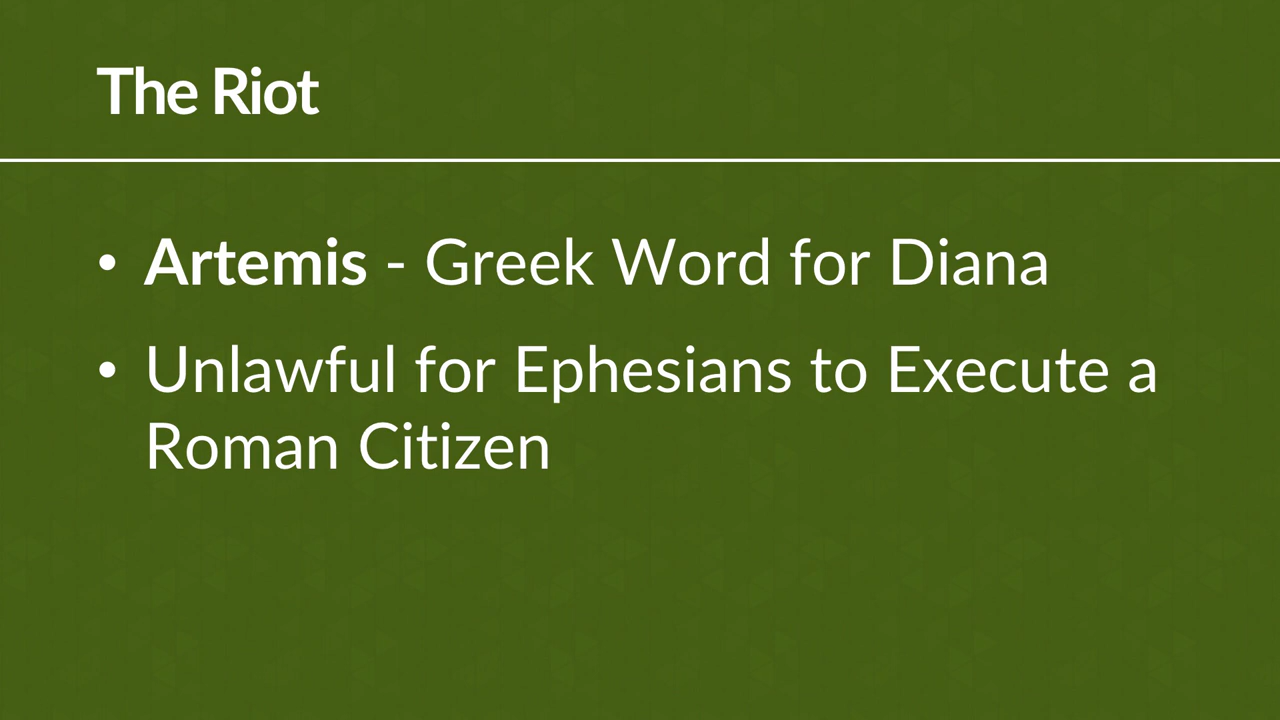 The Riot
• Artemis - Greek Word for Diana
• Unlawful for Ephesians to Execute a
Roman Citizen